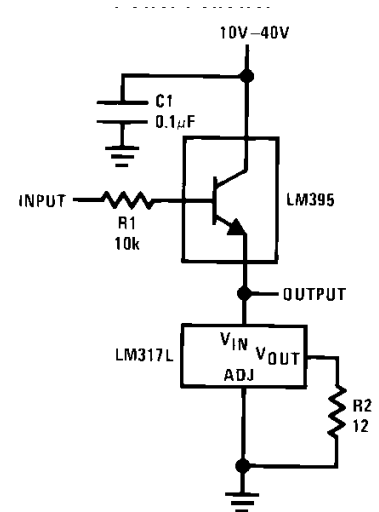 10V–40V
C1
0.1μF
INPUT
R1
10k
LM395
OUTPUT
LM317L
VIN
VOUT
ADJ
R2
12